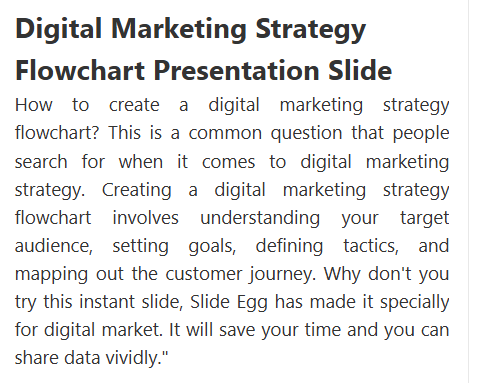 Digital Marketing Strategy
Flowchart Presentation Slide
How to create a digital marketing strategy
flowchart? This is a common question that people
search for when it comes to digital marketing
strategy. Creating a digital marketing strategy
flowchart involves understanding your target
audience, setting goals, defining tactics, and
mapping out the customer journey. Why don't you
try this instant slide, Slide Egg has made it specially
for digital market. It will save your time and you can
share data vividly."